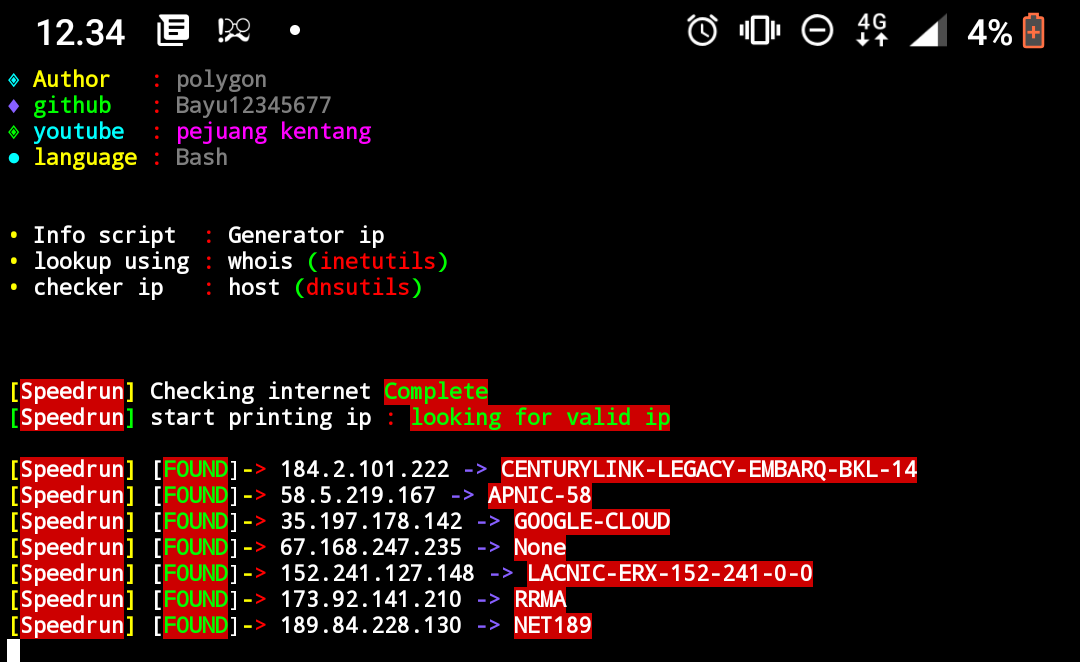 12.34 4G 4%
Author : polygon
github : Bayu12345677
youtube : pejuang kentang
language : Bash
• Info script : Generator ip
• lookup using : whois (inetutils)
• checker ip : host (dnsutils)
[Speedrun] Checking internet Complete
[Speedrun] start printing ip : looking for valid ip
[Speedrun] [FOUND]-> 184.2.101.222 -> CENTURYLINK-LEGACY-EMBARQ-BKL-14
[Speedrun] [FOUND]-> 58.5.219.167 -> APNIC-58
[Speedrun] [FOUND]-> 35.197.178.142 -> GOOGLE-CLOUD
[Speedrun] [FOUND]-> 67.168.247.235 -> None
[Speedrun] [FOUND]-> 152.241.127.148 -> LACNIC-ERX-152-241-0-0
[Speedrun] [FOUND]-> 173.92.141.210 -> RRMA
[Speedrun] [FOUND]-> 189.84.228.130 -> NET189